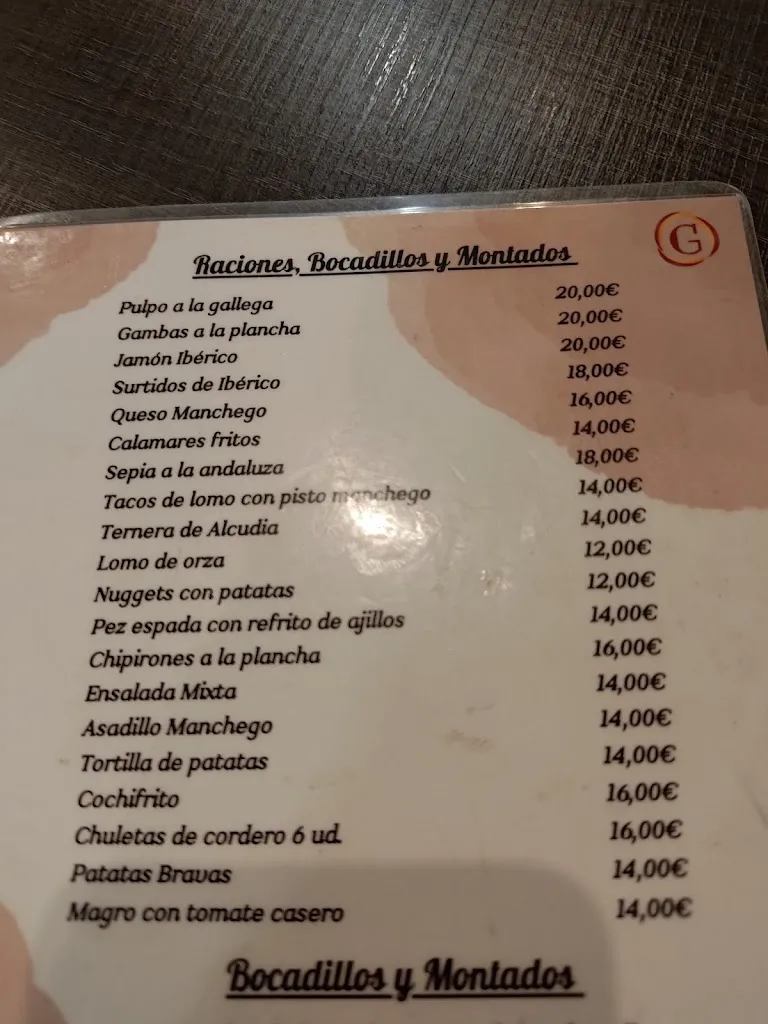 G
Raciones, Bocadillos y Montados
Pulpo a la gallega 20,00€
Gambas a la plancha 20,00€
Jamón Ibérico 20,00€
Surtidos de Ibérico 18,00€
Queso Manchego 16,00€
Calamares fritos 14,00€
Sepia a la andaluza 18,00€
Tacos de lomo con pisto manchego 14,00€
Ternera de Alcudia 14,00€
Lomo de orza 12,00€
Nuggets con patatas 12,00€
Pez espada con refrito de ajillos 14,00€
Chipirones a la plancha 16,00€
Ensalada Mixta 14,00€
Asadillo Manchego 14,00€
Tortilla de patatas 14,00€
Cochifrito 16,00€
Chuletas de cordero 6 ud. 16,00€
Patatas Bravas 14,00€
Magro con tomate casero 14,00€
Bocadillos y Montados